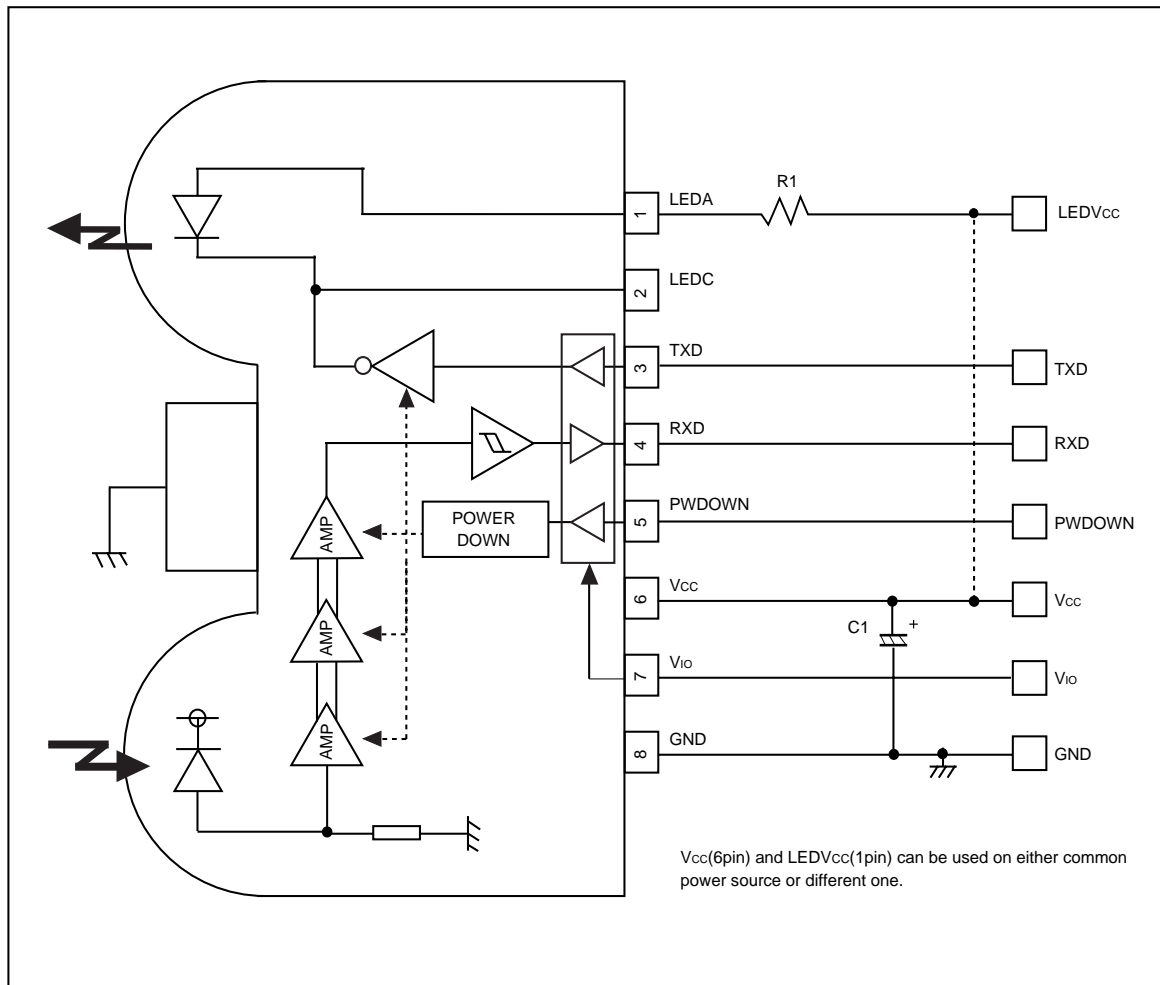 R1
1 LEDA
LEDVCC
2 LEDC
3 TXD
TXD
4 RXD
RXD
5 PWDOWN
PWDOWN
POWER
DOWN
AMP
AMP
AMP
6 VCC
VCC
C1 +
7 VIO
VIO
8 GND
GND
VCC(6pin) and LEDVCC(1pin) can be used on either common
power source or different one.